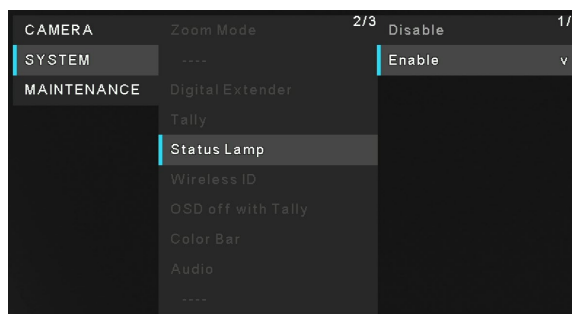 CAMERA
SYSTEM
MAINTENANCE
Zoom Mode 2/3
----
Digital Extender
Tally
Status Lamp
Wireless ID
OSD off with Tally
Color Bar
Audio
----
Disable 1/
Enable v